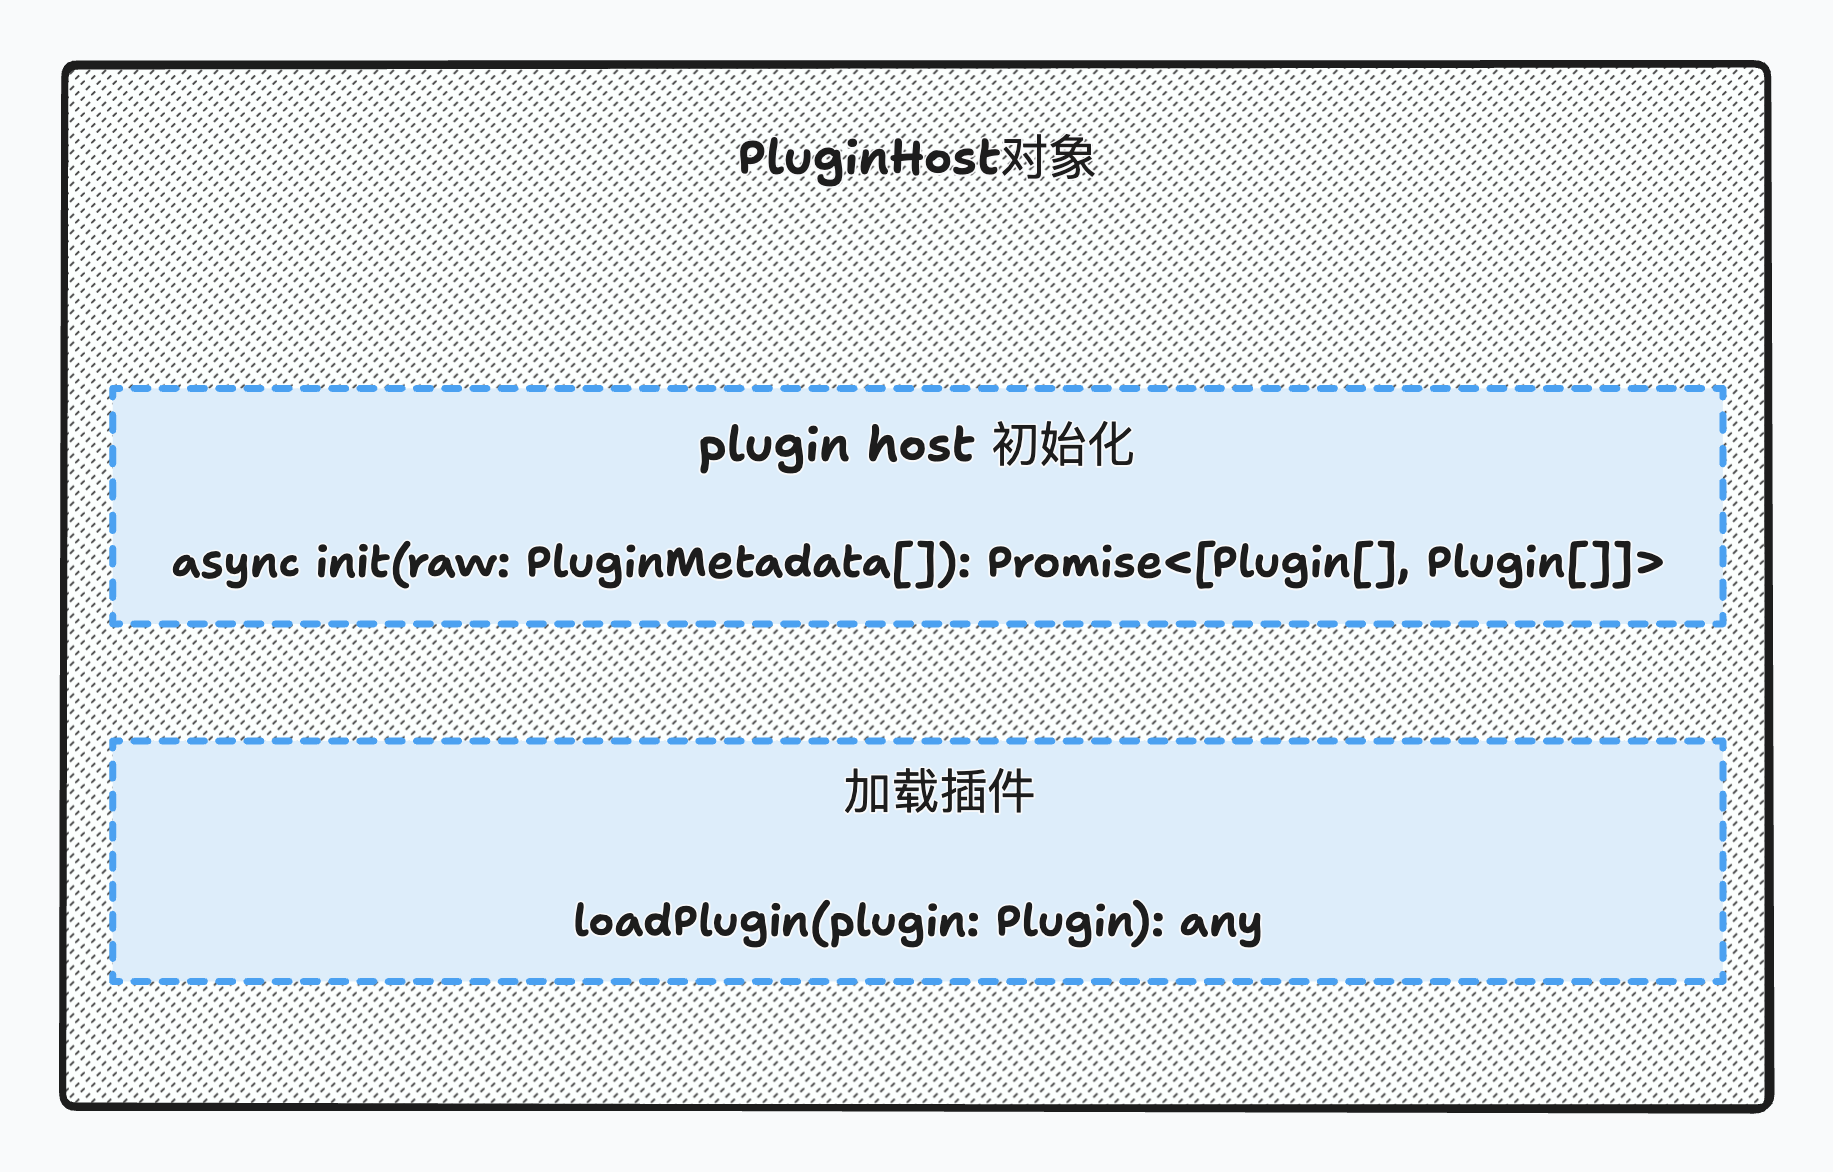 PluginHost对象
plugin host 初始化
async init(raw: PluginMetadata[]): Promise<[Plugin[], Plugin[]]>
加载插件
loadPlugin(plugin: Plugin): any